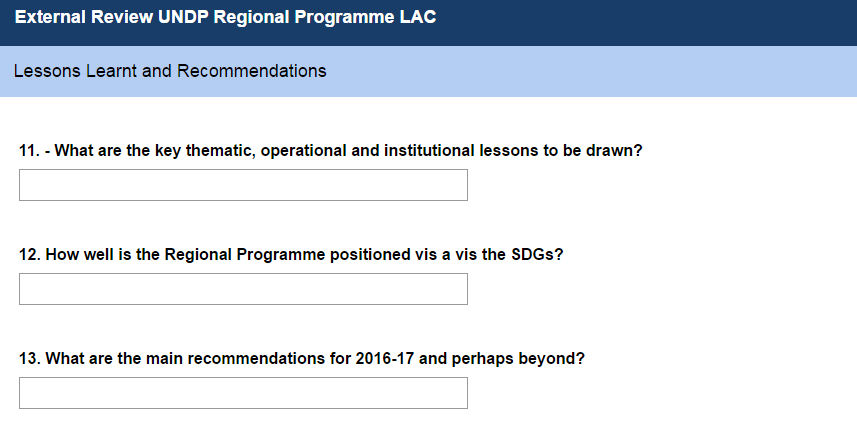 External Review UNDP Regional Programme LAC
Lessons Learnt and Recommendations
11. - What are the key thematic, operational and institutional lessons to be drawn?
12. How well is the Regional Programme positioned vis a vis the SDGs?
13. What are the main recommendations for 2016-17 and perhaps beyond?